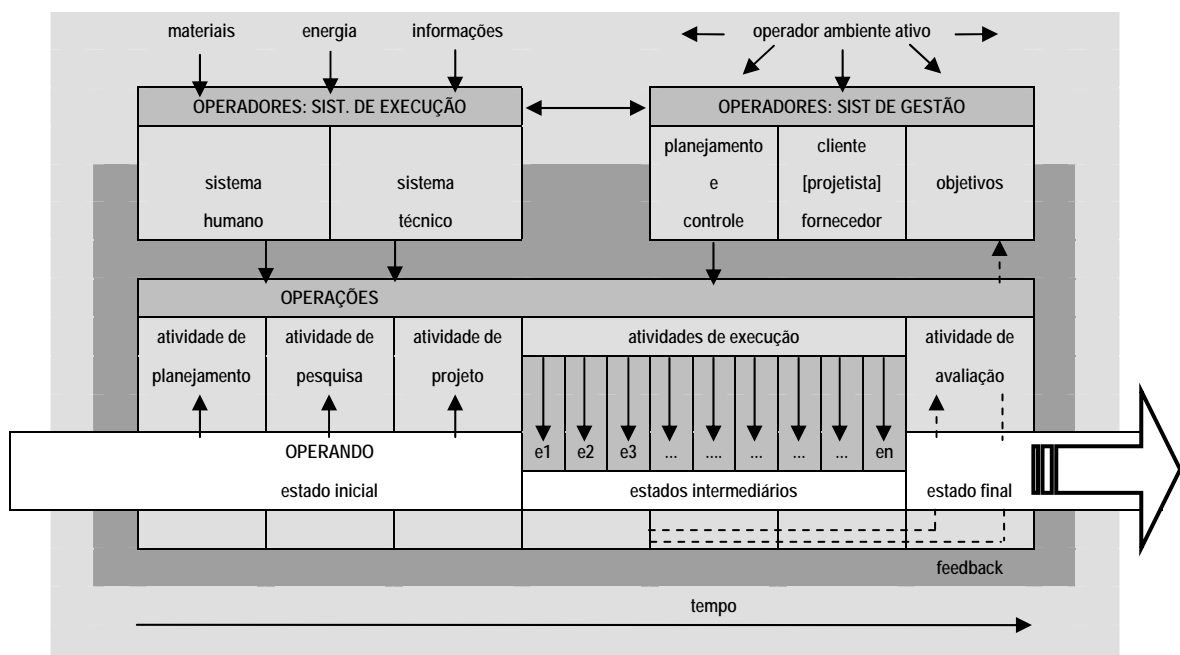 materiais energia informações operador ambiente ativo
OPERADORES: SIST. DE EXECUÇÃO OPERADORES: SIST DE GESTÃO
sistema
humano
sistema
técnico
planejamento
e
controle
cliente
[projetista]
fornecedor
objetivos
OPERAÇÕES
atividade de
planejamento
atividade de
pesquisa
atividade de
projeto
atividades de execução
atividade de
avaliação
OPERANDO
e1 e2 e3 ... .... ... ... ... en
estado inicial estados intermediários estado final
feedback
tempo